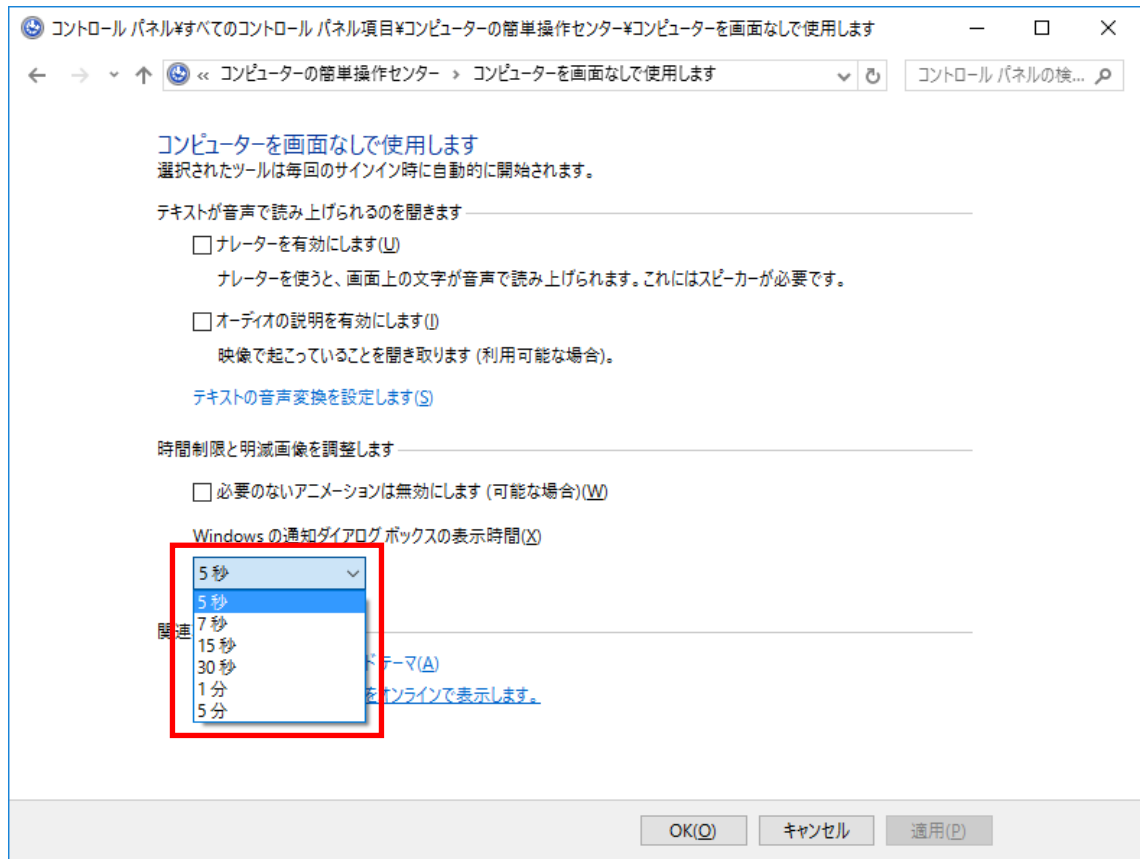 コントロール パネル¥すべてのコントロール パネル項目¥コンピューターの簡単操作センター¥コンピューターを画面なしで使用します
« コンピューターの簡単操作センター › コンピューターを画面なしで使用します
コントロール パネルの検...
コンピューターを画面なしで使用します
選択されたツールは毎回のサインイン時に自動的に開始されます。
テキストが音声で読み上げられるのを聞きます
ナレーターを有効にします(U)
ナレーターを使うと、画面上の文字が音声で読み上げられます。これにはスピーカーが必要です。
オーディオの説明を有効にします(I)
映像で起こっていることを聞き取ります (利用可能な場合)。
テキストの音声変換を設定します(S)
時間制限と明滅画像を調整します
必要のないアニメーションは無効にします (可能な場合)(W)
Windows の通知ダイアログ ボックスの表示時間(X)
5 秒
5 秒
7 秒
15 秒
30 秒
1 分
5 分
関連
ド テーマ(A)
をオンラインで表示します。
OK(O)
キャンセル
適用(P)